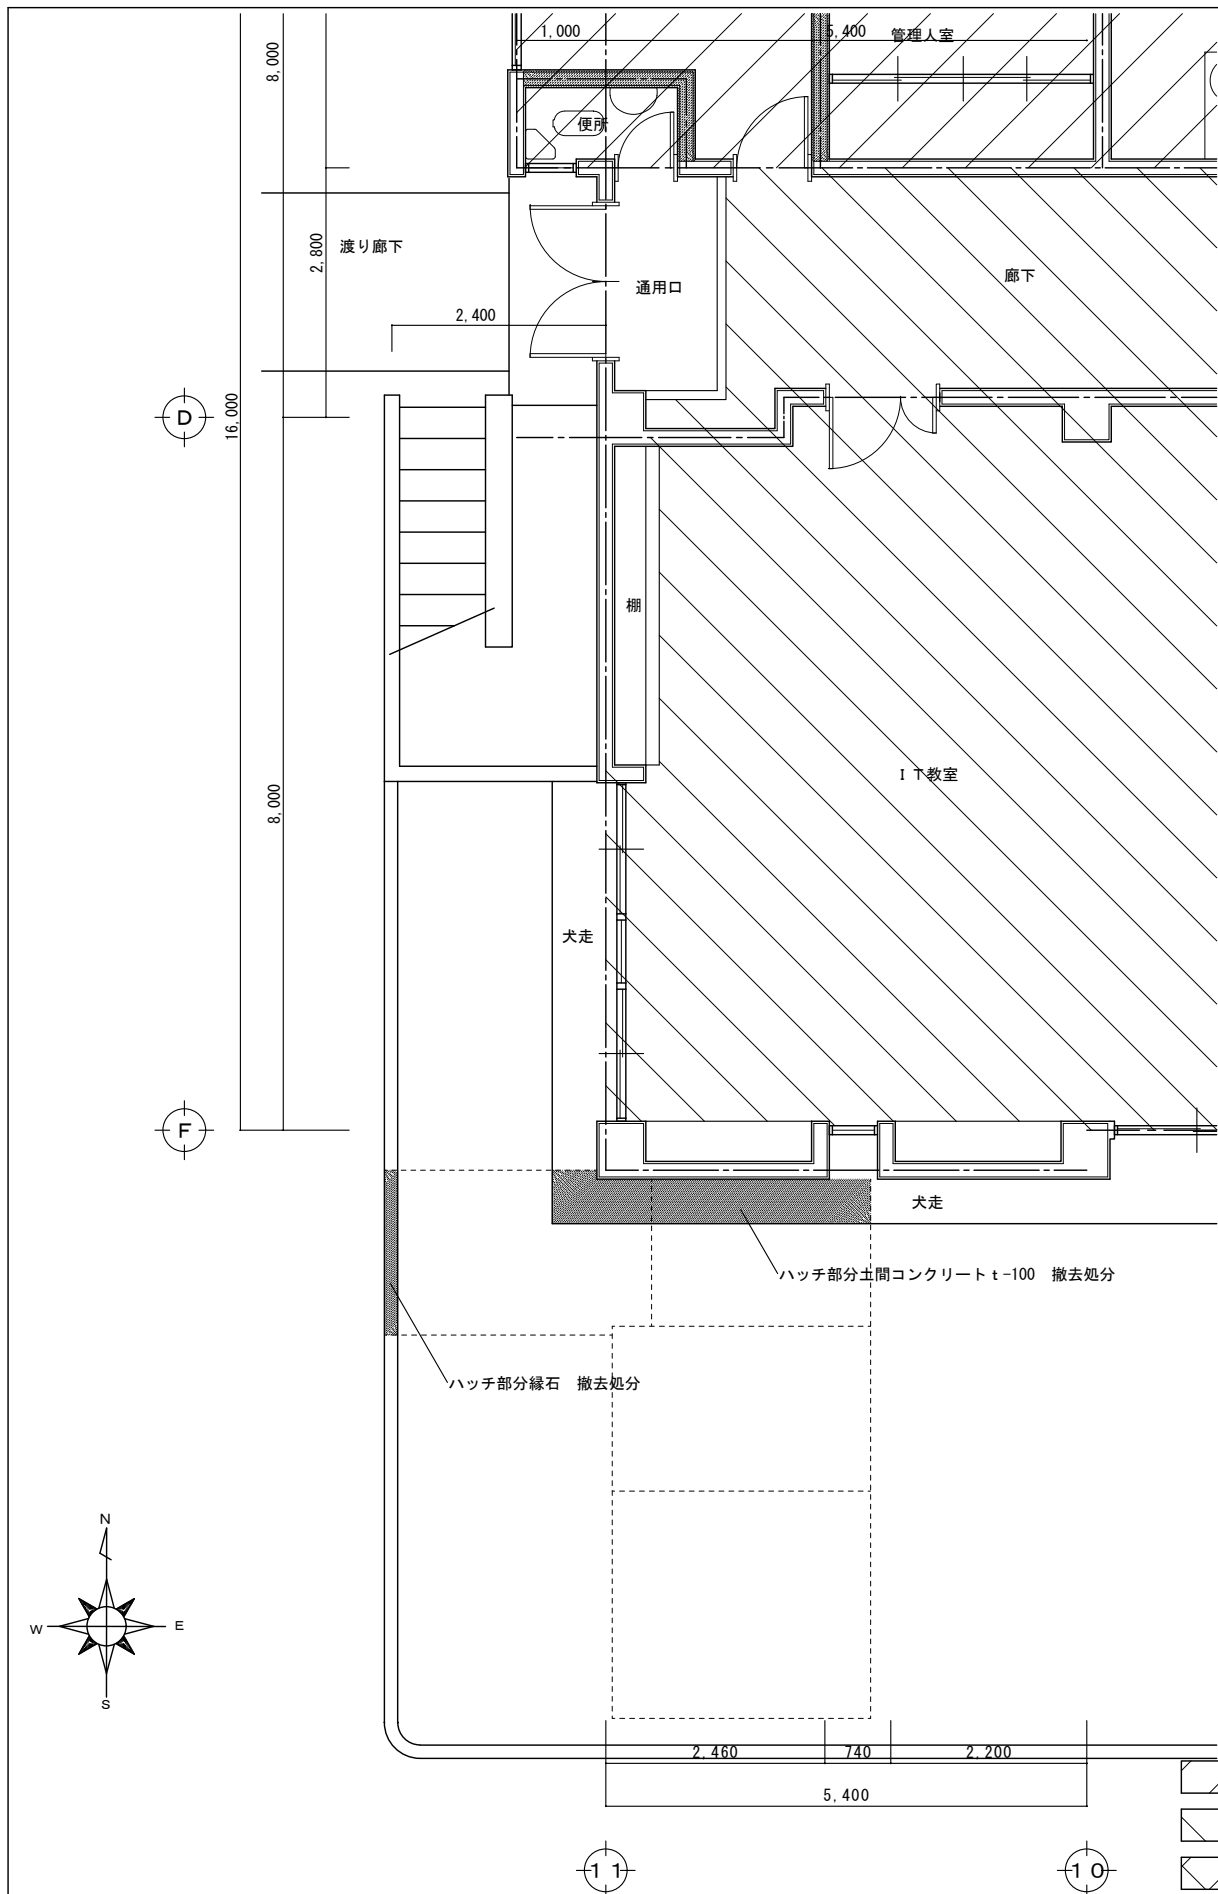 1,000
5,400
管理人室
8,000
便所
渡り廊下
2,800
通用口
廊下
2,400
D
16,000
棚
IT教室
8,000
犬走
F
犬走
ハッチ部分土間コンクリートt-100 撤去処分
ハッチ部分縁石 撤去処分
N
W
E
S
2,460
740
2,200
5,400
11
10